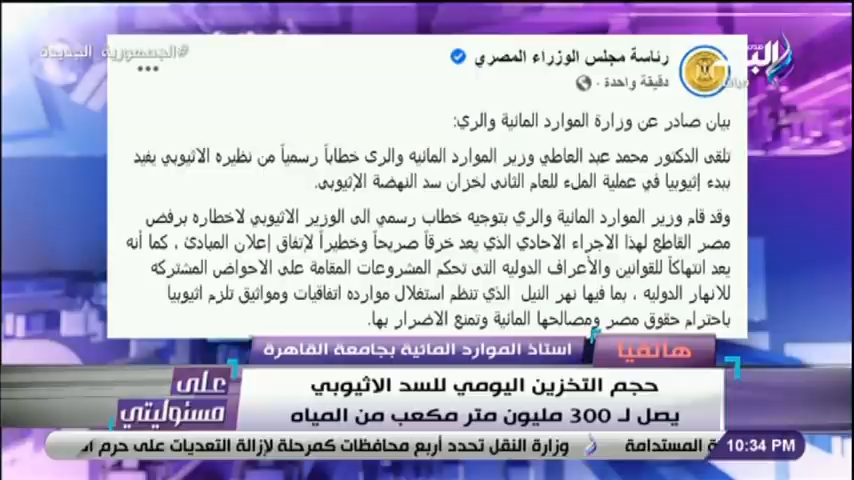 #الجمهورية الجديدة
البلد
رئاسة مجلس الوزراء المصري
دقيقة واحدة ·
بيان صادر عن وزارة الموارد المائية والري:
تلقى الدكتور محمد عبد العاطي وزير الموارد المائيه والرى خطاباً رسمياً من نظيره الاثيوبي يفيد
ببدء إثيوبيا في عملية الملء للعام الثانى لخزان سد النهضة الإثيوبى.
وقد قام وزير الموارد المائية والري بتوجيه خطاب رسمي الى الوزير الاثيوبي لاخطاره برفض
مصر القاطع لهذا الاجراء الاحادي الذي يعد خرقاً صريحاً وخطيراً لإتفاق إعلان المبادئ ، كما أنه
يعد انتهاكاً للقوانين والأعراف الدوليه التى تحكم المشروعات المقامة على الاحواض المشتركه
للانهار الدوليه ، بما فيها نهر النيل الذي تنظم استغلال موارده اتفاقيات ومواثيق تلزم اثيوبيا
باحترام حقوق مصر ومصالحها المائية وتمنع الاضرار بها.
هاتفيا
استاذ الموارد المائية بجامعة القاهرة
على مسئوليتي
حجم التخزين اليومي للسد الاثيوبي
يصل لـ 300 مليون متر مكعب من المياه
10:34 PM
ة المستدامة وزارة النقل تحدد أربع محافظات كمرحلة لإزالة التعديات على حرم